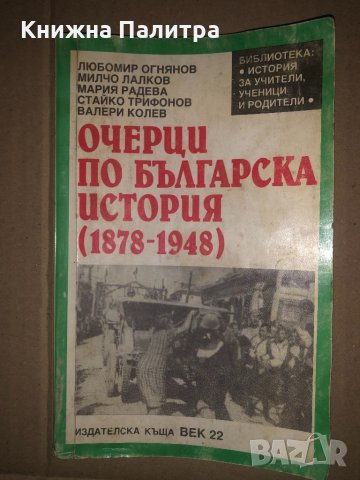 Книжна Палитра
ЛЮБОМИР ОГНЯНОВ
МИЛЧО ЛАЛКОВ
МАРИЯ РАДЕВА
СТАЙКО ТРИФОНОВ
ВАЛЕРИ КОЛЕВ
БИБЛИОТЕКА:
• ИСТОРИЯ
ЗА УЧИТЕЛИ,
УЧЕНИЦИ
И РОДИТЕЛИ •
ОЧЕРЦИ
ПО БЪЛГАРСКА
ИСТОРИЯ
(1878-1948)
ИЗДАТЕЛСКА КЪЩА ВЕК 22
BAZAR